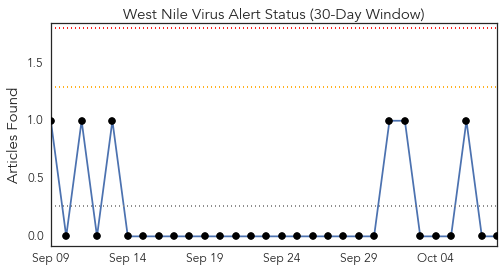 West Nile Virus Alert Status (30-Day Window)
Articles Found
1.5
1.0
0.5
0.0
Sep 09 Sep 14 Sep 19 Sep 24 Sep 29 Oct 04